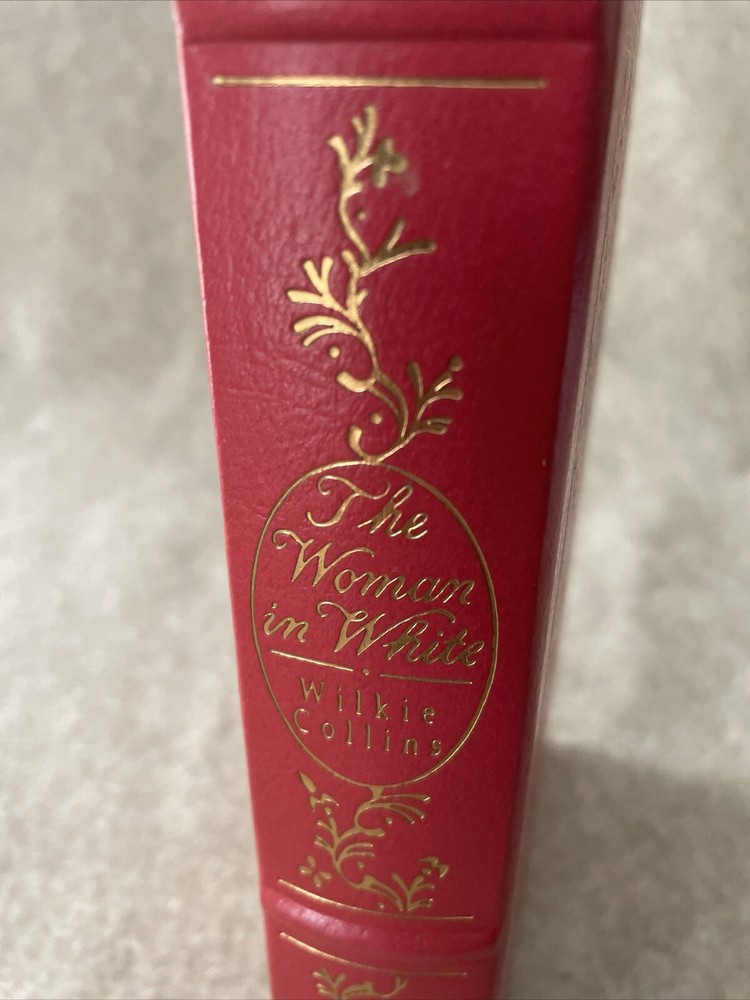 The
Woman
in White
Wilkie
Collins